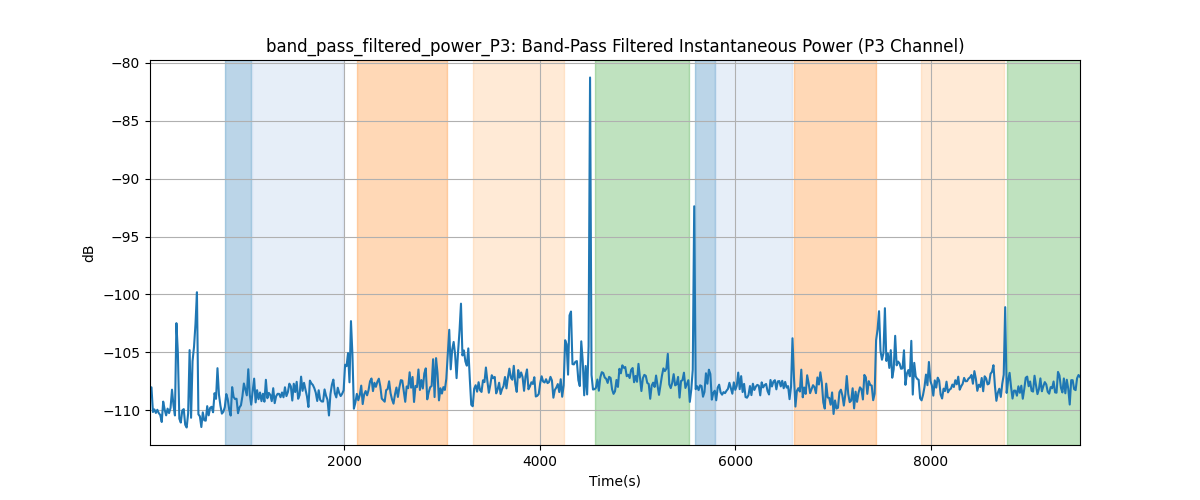 band_pass_filtered_power_P3: Band-Pass Filtered Instantaneous Power (P3 Channel)
−80
−85
−90
−95
−100
−105
−110
dB
2000 4000 6000 8000
Time(s)